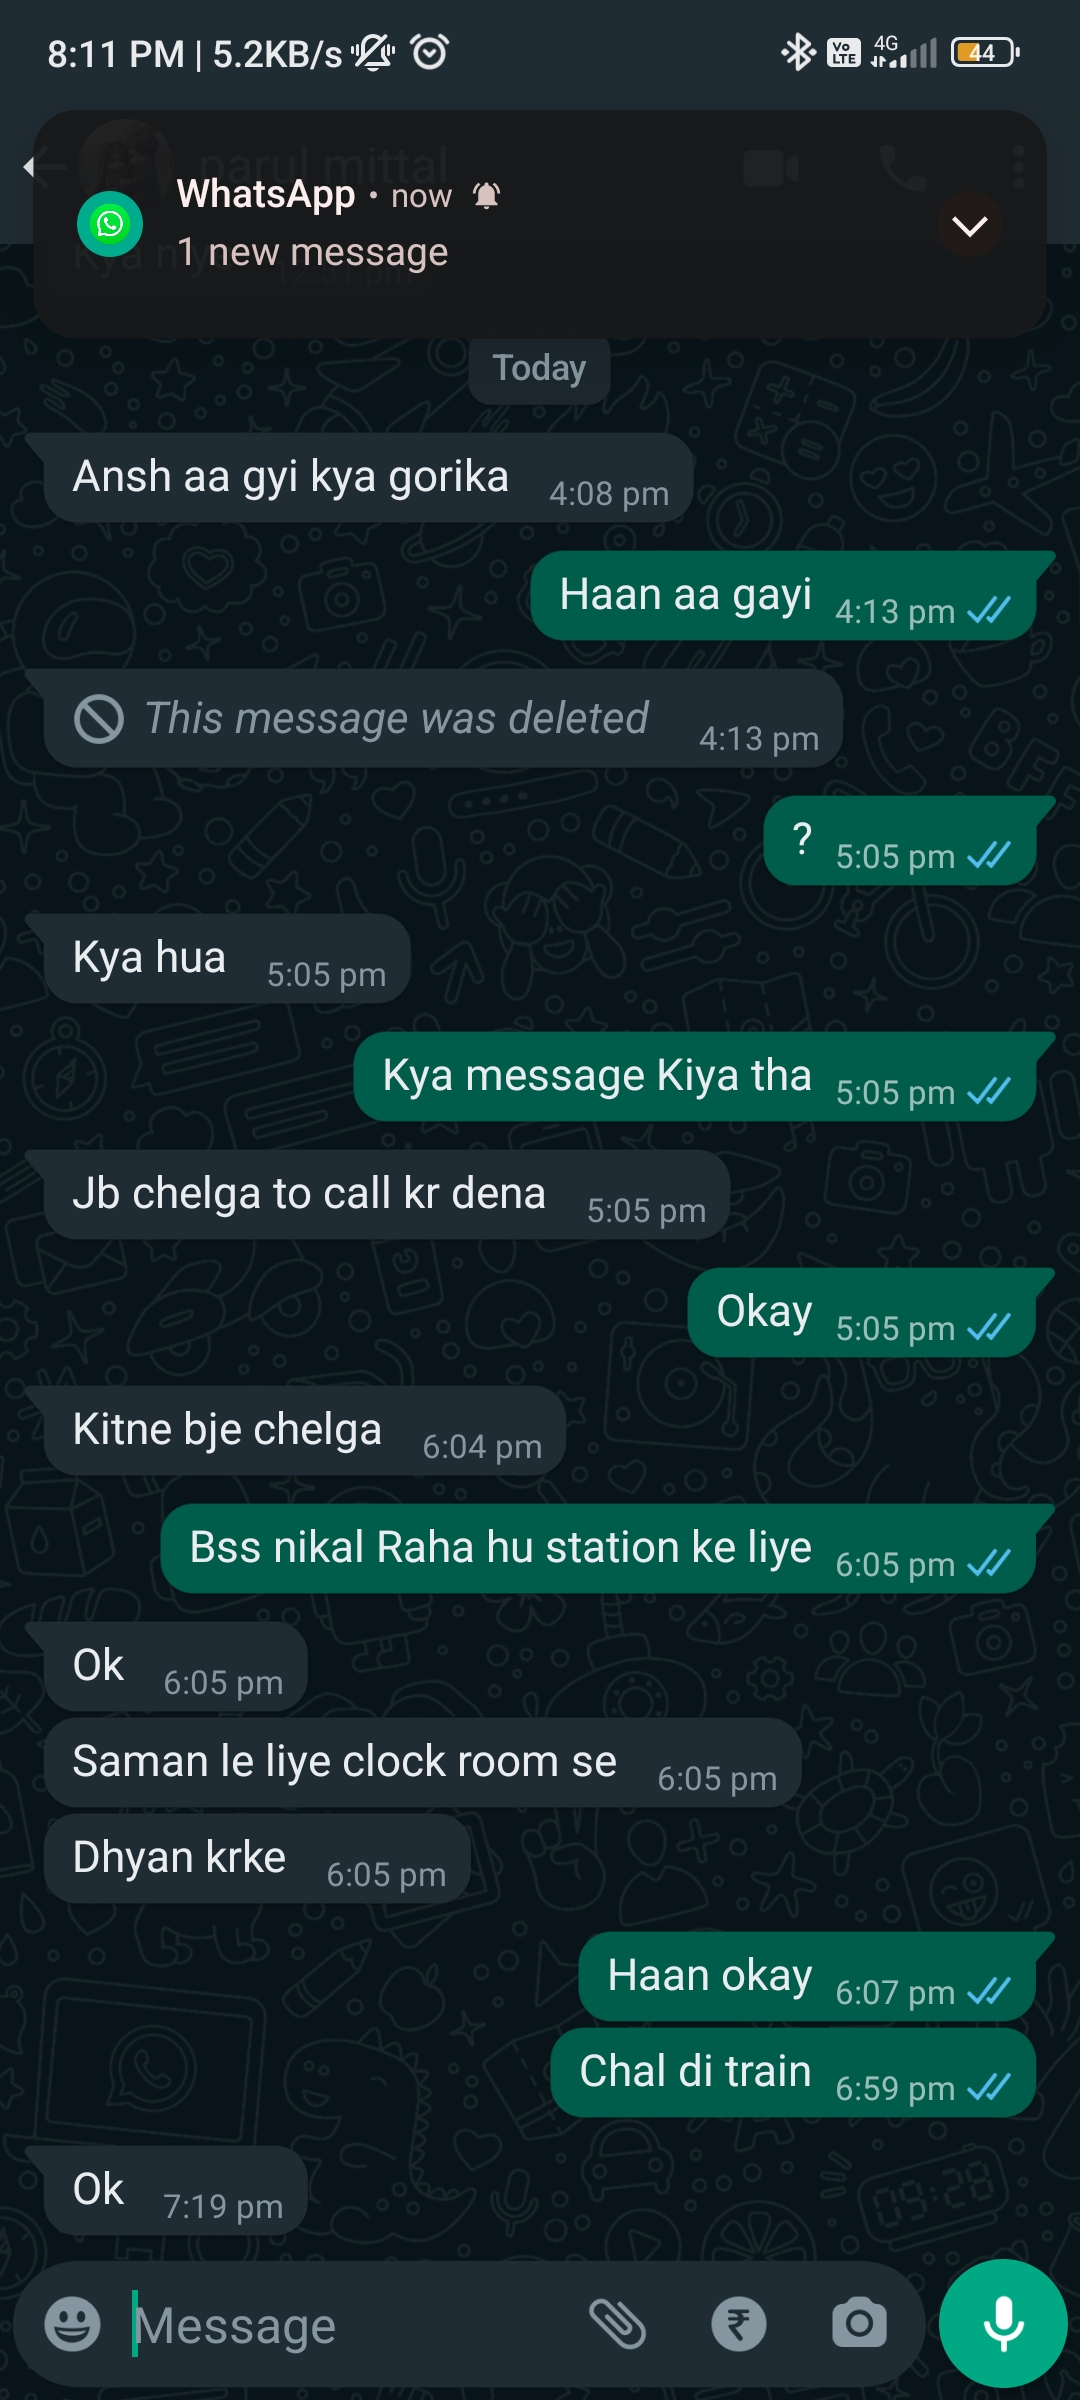 8:11 PM | 5.2KB/s
Vo LTE 4G 44
parul mittal
WhatsApp • now
1 new message
Today
Ansh aa gyi kya gorika 4:08 pm
Haan aa gayi 4:13 pm
This message was deleted 4:13 pm
? 5:05 pm
Kya hua 5:05 pm
Kya message Kiya tha 5:05 pm
Jb chelga to call kr dena 5:05 pm
Okay 5:05 pm
Kitne bje chelga 6:04 pm
Bss nikal Raha hu station ke liye 6:05 pm
Ok 6:05 pm
Saman le liye clock room se 6:05 pm
Dhyan krke 6:05 pm
Haan okay 6:07 pm
Chal di train 6:59 pm
Ok 7:19 pm
Message